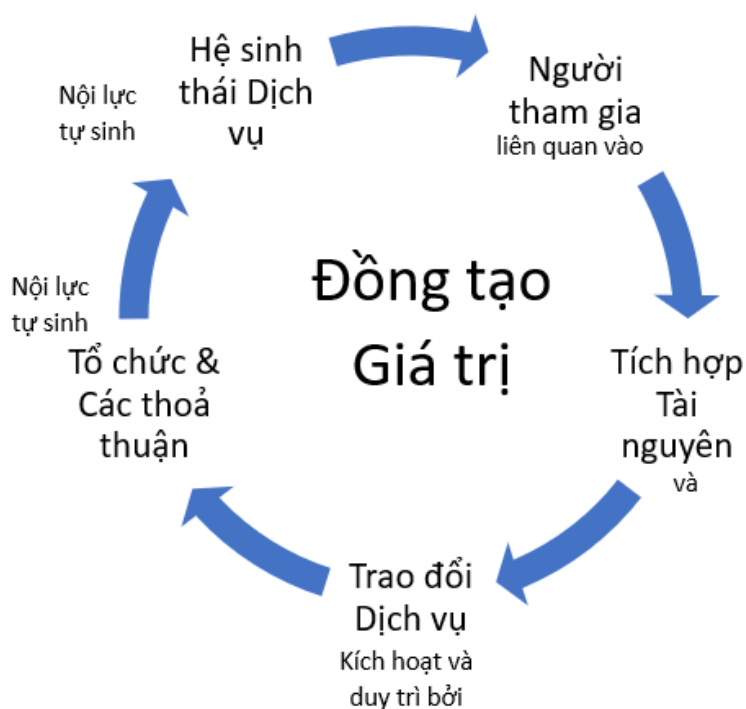 Hệ sinh
thái Dịch
vụ
Nội lực
tự sinh
Người
tham gia
liên quan vào
Đồng tạo
Giá trị
Tích hợp
Tài
nguyên
và
Trao đổi
Dịch vụ
Kích hoạt và
duy trì bởi
Nội lực
tự sinh
Tổ chức &
Các thoả
thuận